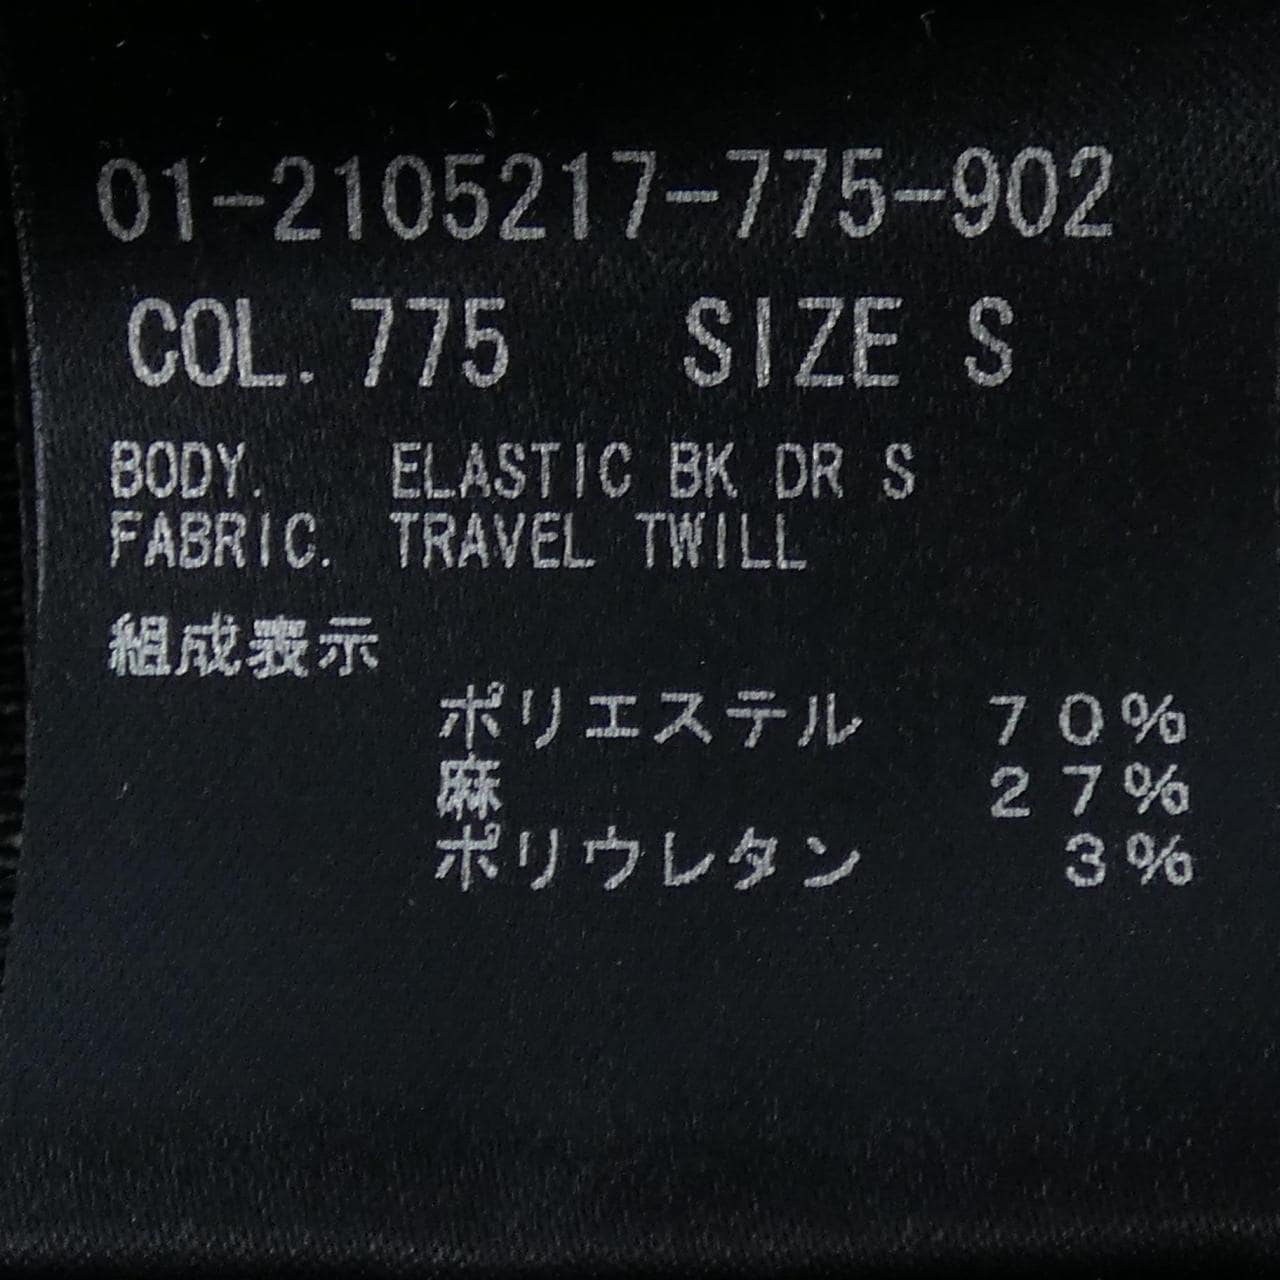 01-2105217-775-902
COL. 775 SIZE S
BODY. ELASTIC BK DR S
FABRIC. TRAVEL TWILL
組成表示
ポリエステル 70%
麻 27%
ポリウレタン 3%